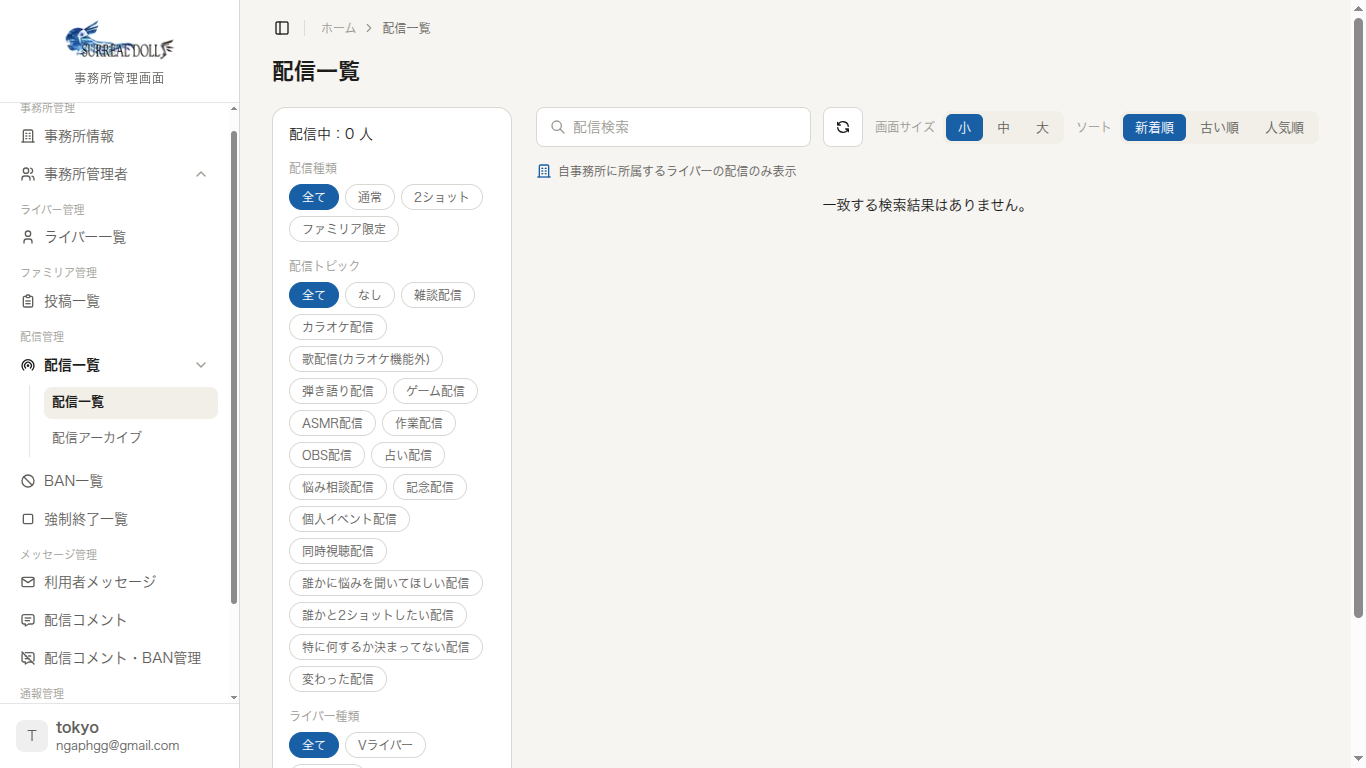 SURREAL DOLL
事務所管理画面
事務所管理
事務所情報
事務所管理者
ライバー管理
ライバー一覧
ファミリア管理
投稿一覧
配信管理
配信一覧
配信一覧
配信アーカイブ
BAN一覧
強制終了一覧
メッセージ管理
利用者メッセージ
配信コメント
配信コメント・BAN管理
通報管理
T
tokyo
ngaphgg@gmail.com
ホーム > 配信一覧
配信一覧
配信中：0 人
配信種類
全て 通常 2ショット
ファミリア限定
配信トピック
全て なし 雑談配信
カラオケ配信
歌配信(カラオケ機能外)
弾き語り配信 ゲーム配信
ASMR配信 作業配信
OBS配信 占い配信
悩み相談配信 記念配信
個人イベント配信
同時視聴配信
誰かに悩みを聞いてほしい配信
誰かと2ショットしたい配信
特に何するか決まってない配信
変わった配信
ライバー種類
全て Vライバー
配信検索 画面サイズ 小 中 大 ソート 新着順 古い順 人気順
自事務所に所属するライバーの配信のみ表示
一致する検索結果はありません。